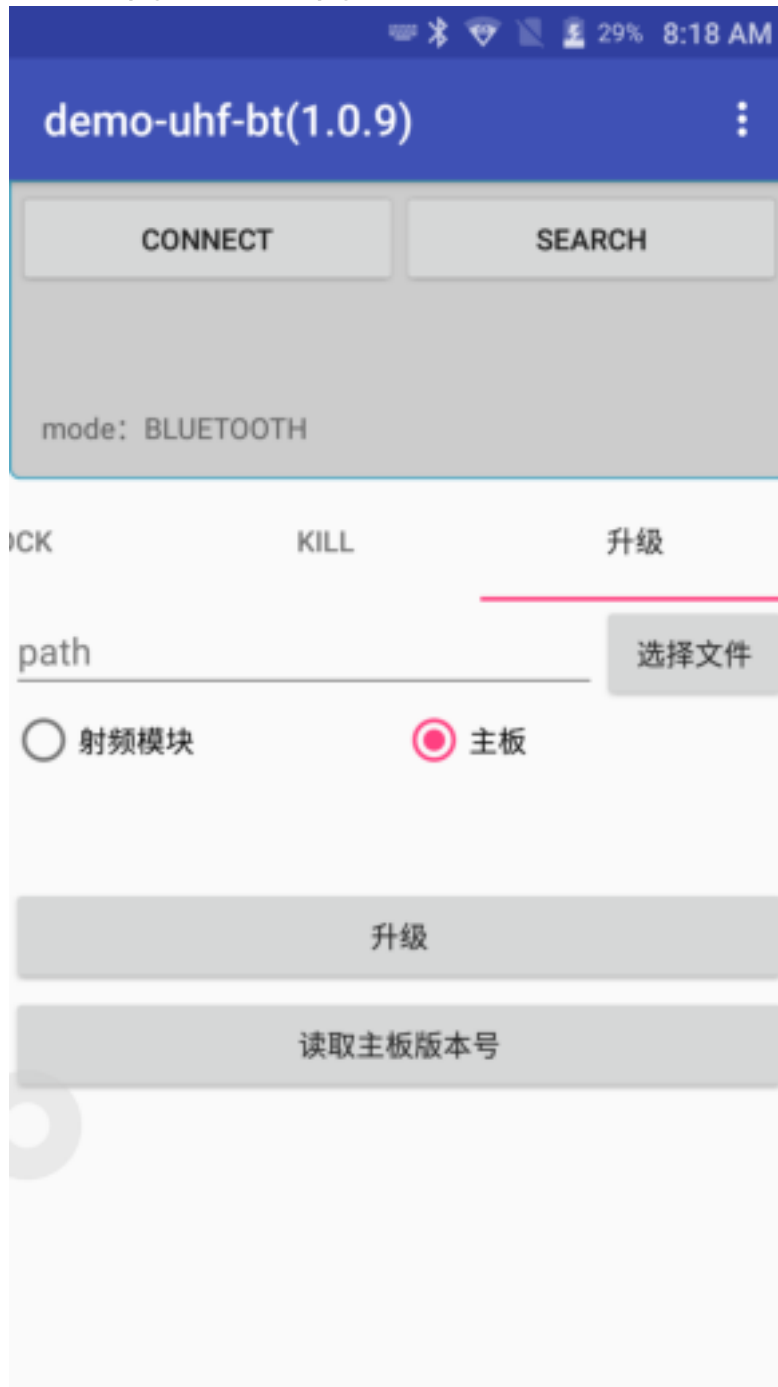 29% 8:18 AM
demo-uhf-bt(1.0.9)
CONNECT SEARCH
mode: BLUETOOTH
OCK KILL 升级
path 选择文件
射频模块 主板
升级
读取主板版本号